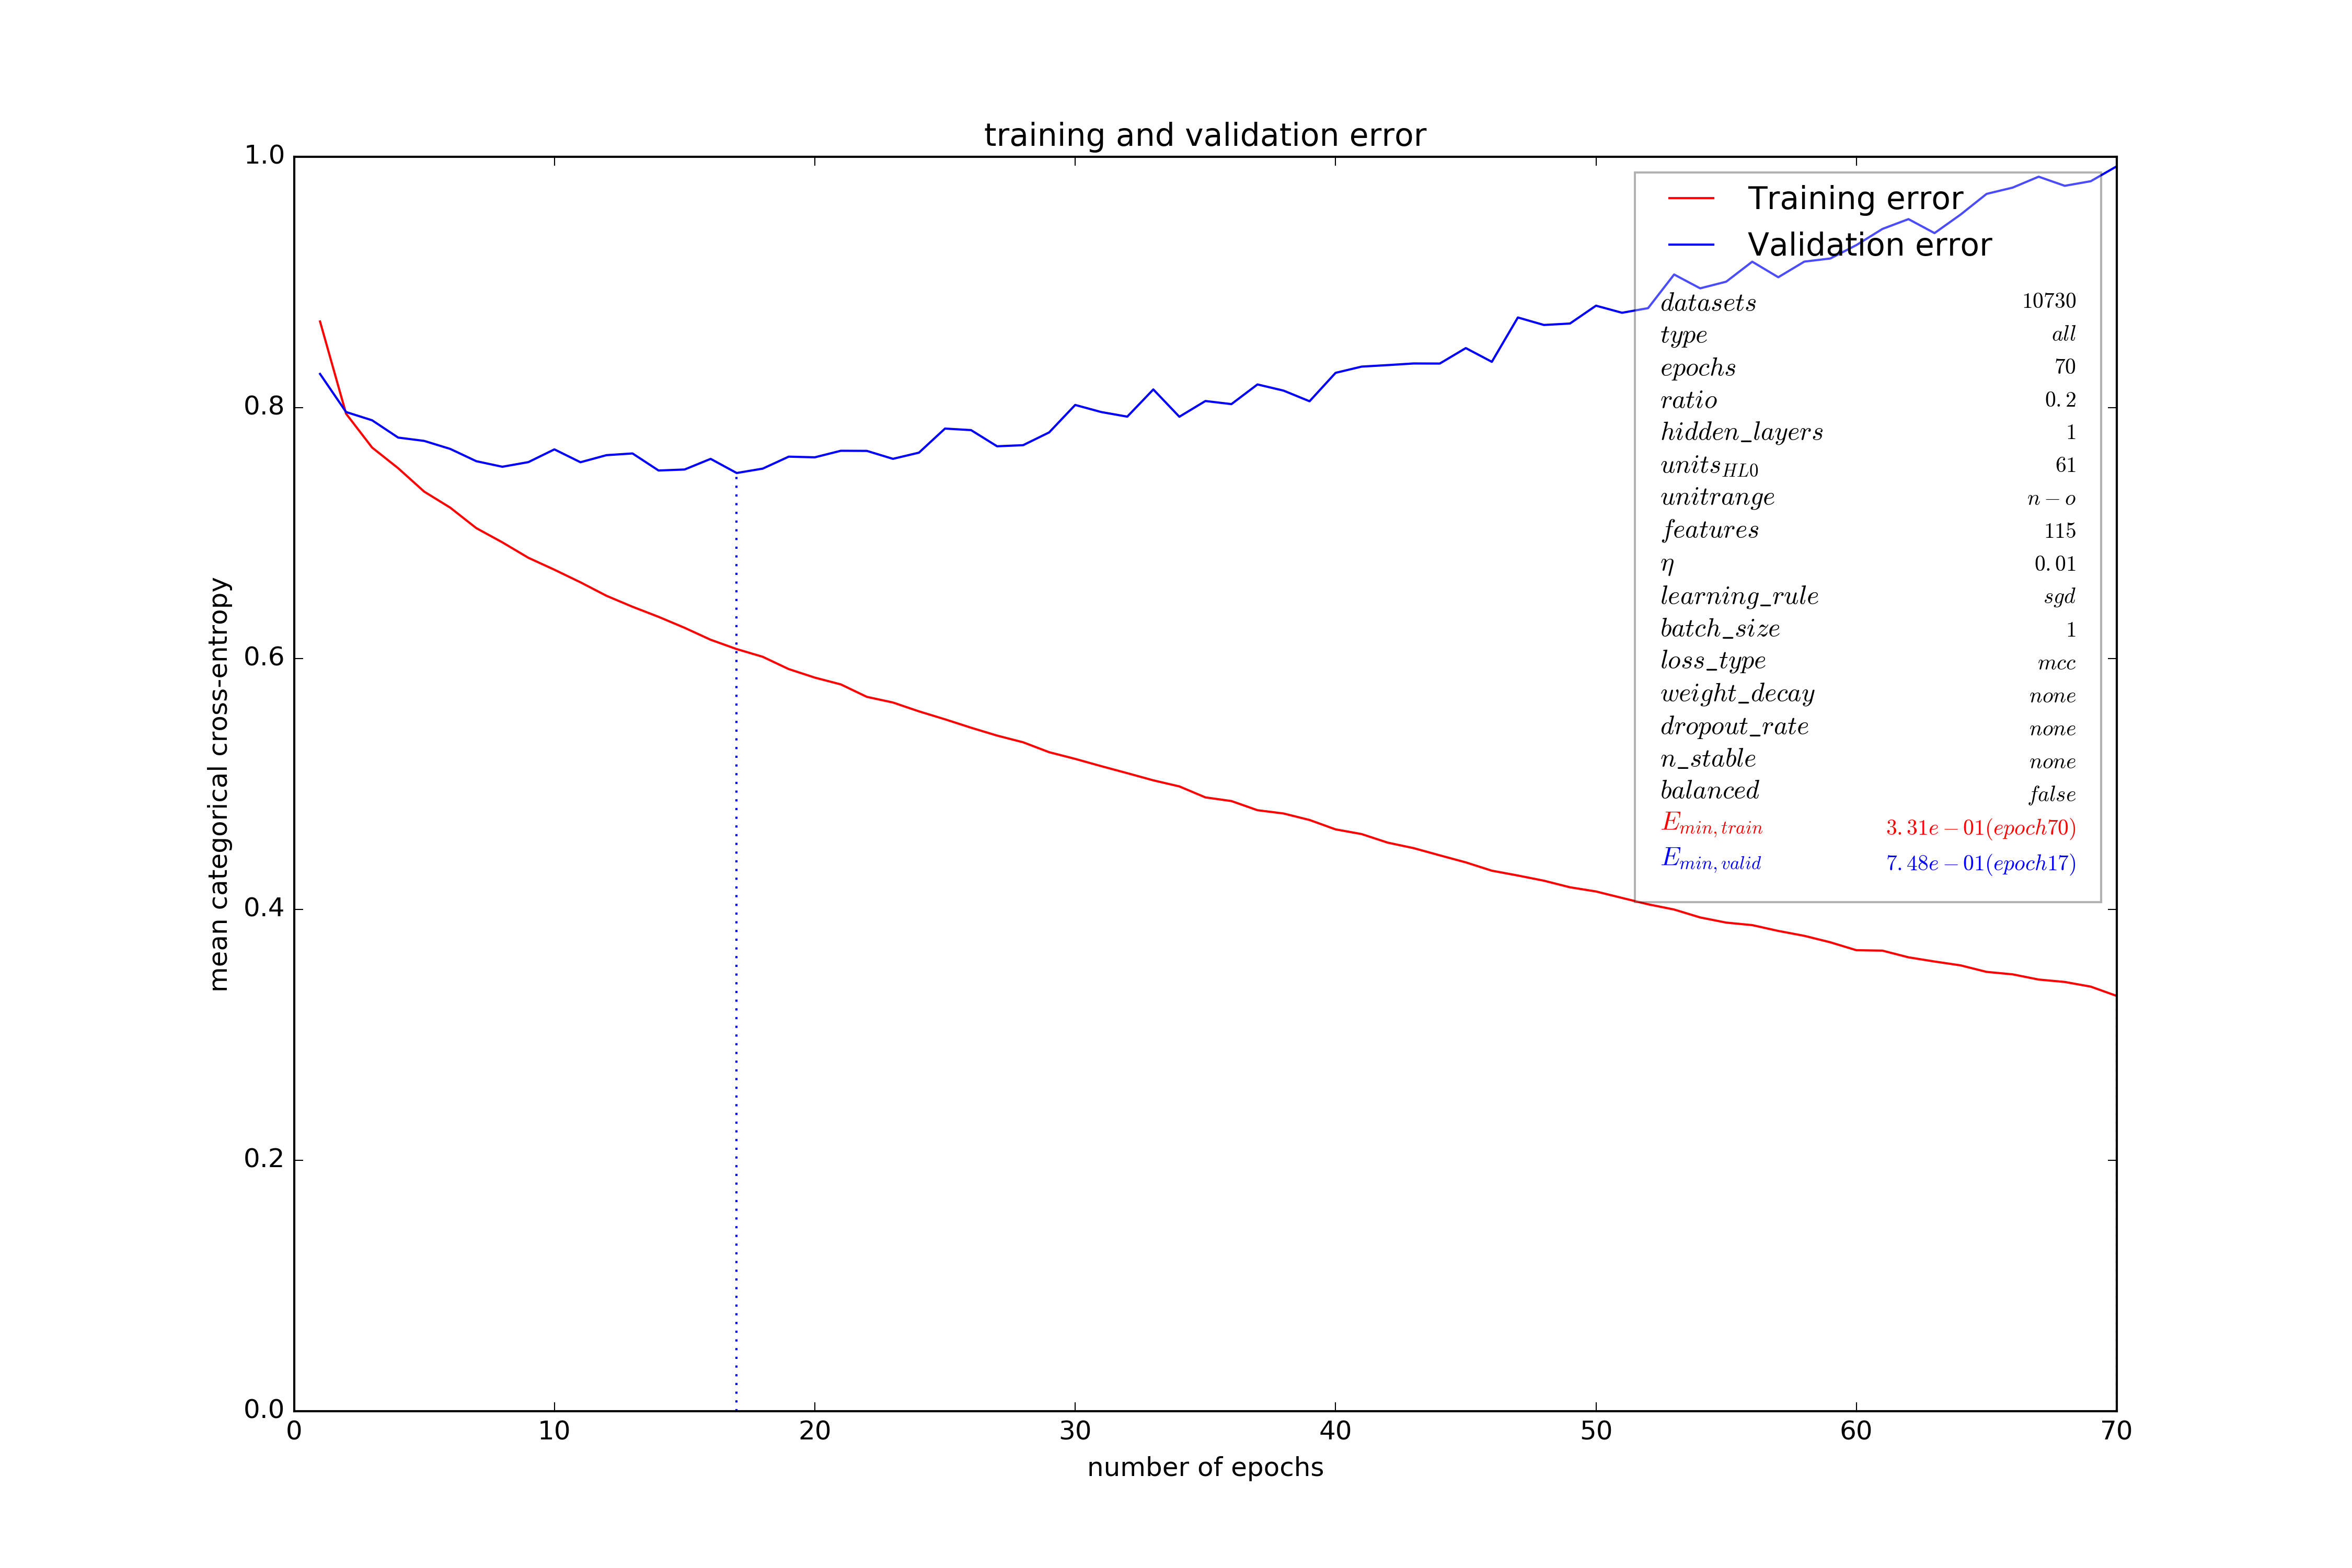 training and validation error
1.0
0.8
0.6
0.4
0.2
0.0
mean categorical cross-entropy
Training error
Validation error
datasets 10730
type all
epochs 70
ratio 0.2
hidden_layers 1
units_HL0 61
unitrange n − o
features 115
η 0.01
learning_rule sgd
batch_size 1
loss_type mcc
weight_decay none
dropout_rate none
n_stable none
balanced false
E_min,train 3.31e − 01(epoch70)
E_min,valid 7.48e − 01(epoch17)
0 10 20 30 40 50 60 70
number of epochs